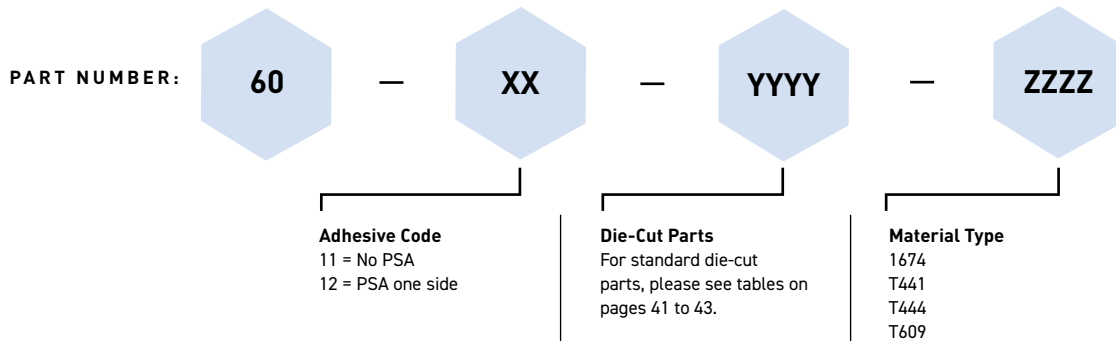 PART NUMBER: 60 — XX — YYYY — ZZZZ
Adhesive Code
11 = No PSA
12 = PSA one side
Die-Cut Parts
For standard die-cut
parts, please see tables on
pages 41 to 43.
Material Type
1674
T441
T444
T609